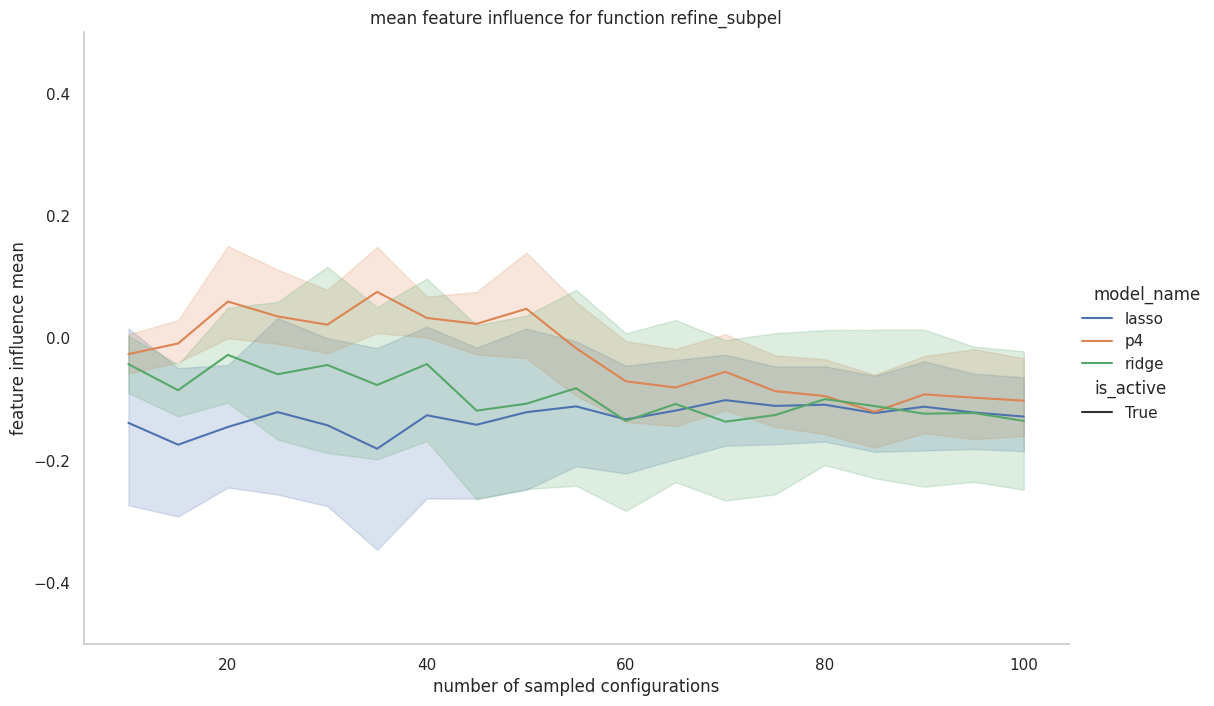 mean feature influence for function refine_subpel
feature influence mean
0.4
0.2
0.0
−0.2
−0.4
20
40
60
80
100
number of sampled configurations
model_name
lasso
p4
ridge
is_active
True